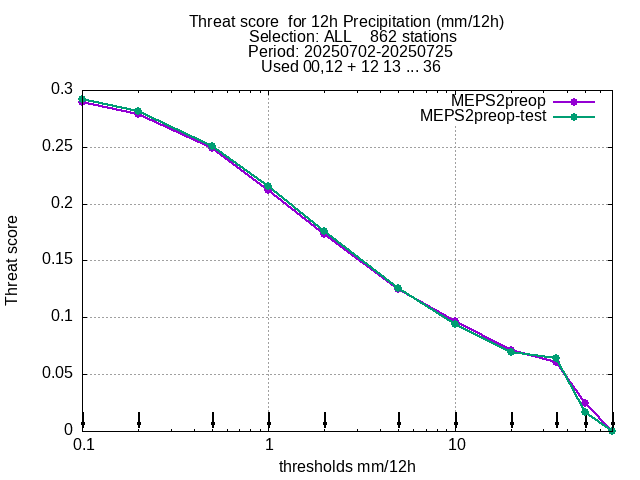 Threat score  for 12h Precipitation (mm/12h)
Selection: ALL    862 stations
Period: 20250702-20250725
Used 00,12 + 12 13 ... 36
MEPS2preop
MEPS2preop-test
0.3
0.25
0.2
0.15
0.1
0.05
0
Threat score
0.1
1
10
thresholds mm/12h